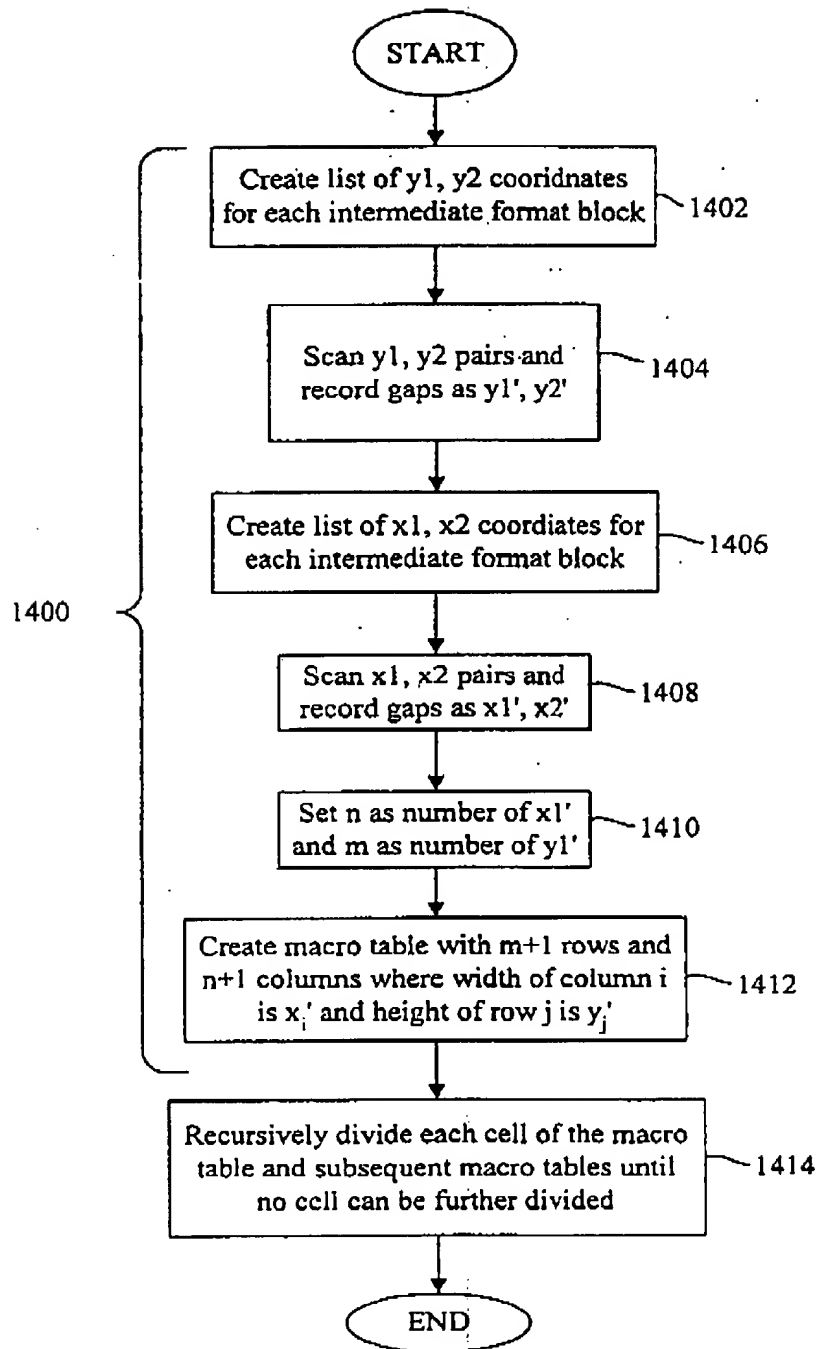 START
Create list of y1, y2 cooridnates
for each intermediate format block
1402
Scan y1, y2 pairs and
record gaps as y1', y2'
1404
Create list of x1, x2 coordiates for
each intermediate format block
1406
1400
Scan x1, x2 pairs and
record gaps as x1', x2'
1408
Set n as number of x1'
and m as number of y1'
1410
Create macro table with m+1 rows and
n+1 columns where width of column i
is xi' and height of row j is yj'
1412
Recursively divide each cell of the macro
table and subsequent macro tables until
no cell can be further divided
1414
END